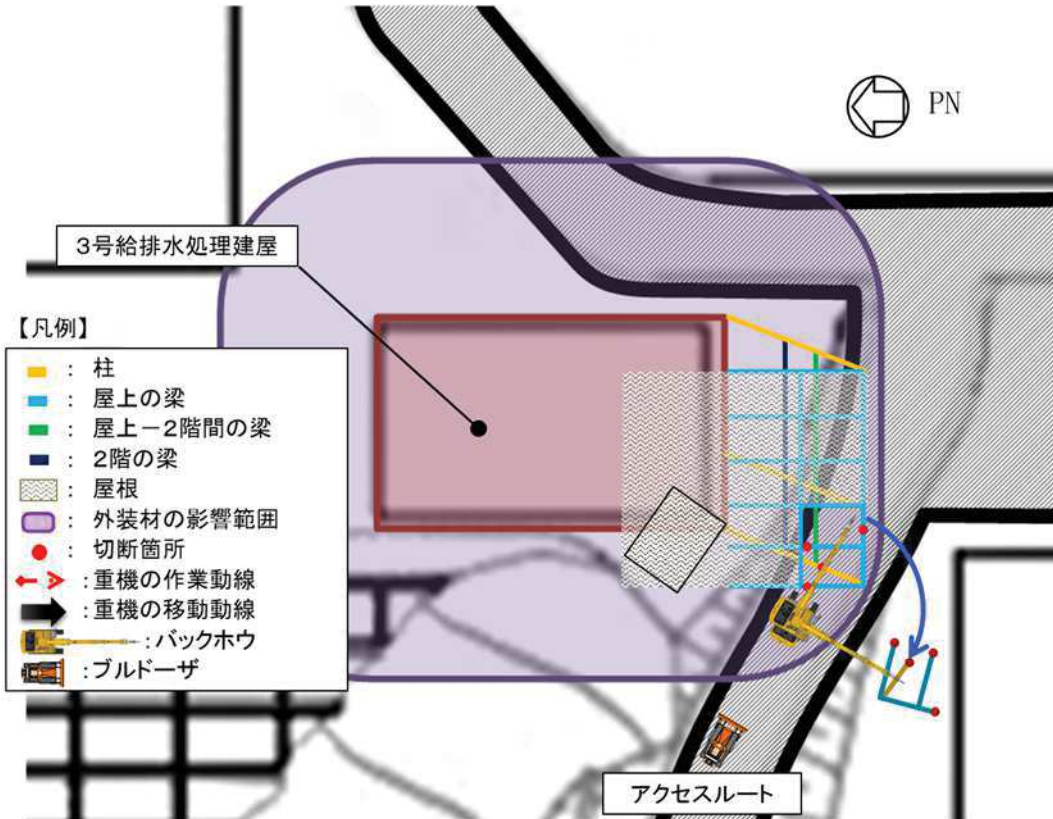 PN
3号給排水処理建屋
【凡例】
: 柱
: 屋上の梁
: 屋上－2階間の梁
: 2階の梁
: 屋根
: 外装材の影響範囲
: 切断箇所
: 重機の作業動線
: 重機の移動動線
: バックホウ
: ブルドーザ
アクセスルート